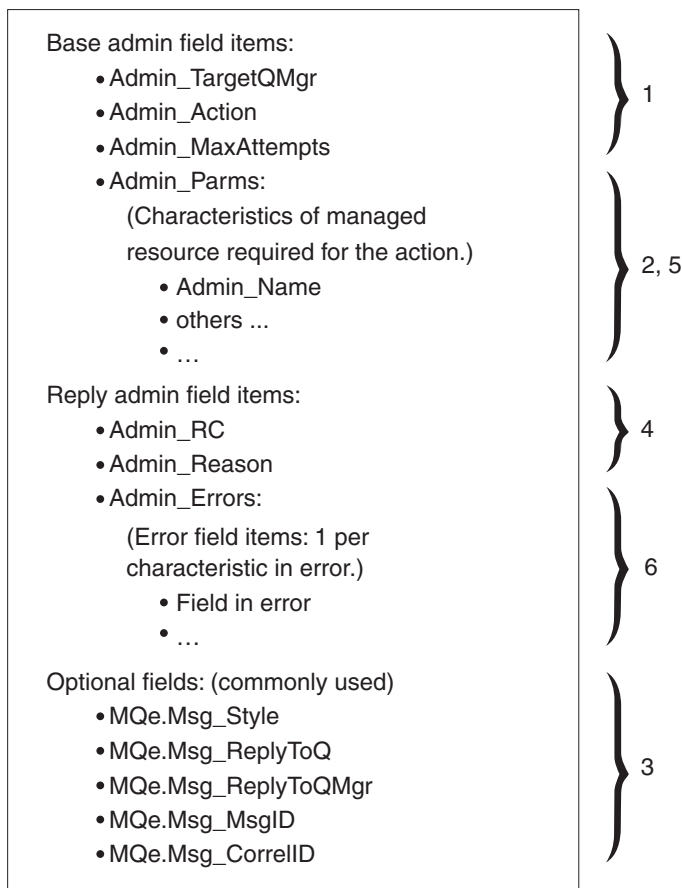 Base admin field items:
• Admin_TargetQMgr
• Admin_Action
• Admin_MaxAttempts
1
• Admin_Parms:
(Characteristics of managed
resource required for the action.)
• Admin_Name
• others ...
• ...
2, 5
Reply admin field items:
• Admin_RC
• Admin_Reason
4
• Admin_Errors:
(Error field items: 1 per
characteristic in error.)
• Field in error
• ...
6
Optional fields: (commonly used)
• MQe.Msg_Style
• MQe.Msg_ReplyToQ
• MQe.Msg_ReplyToQMgr
• MQe.Msg_MsgID
• MQe.Msg_CorrelID
3